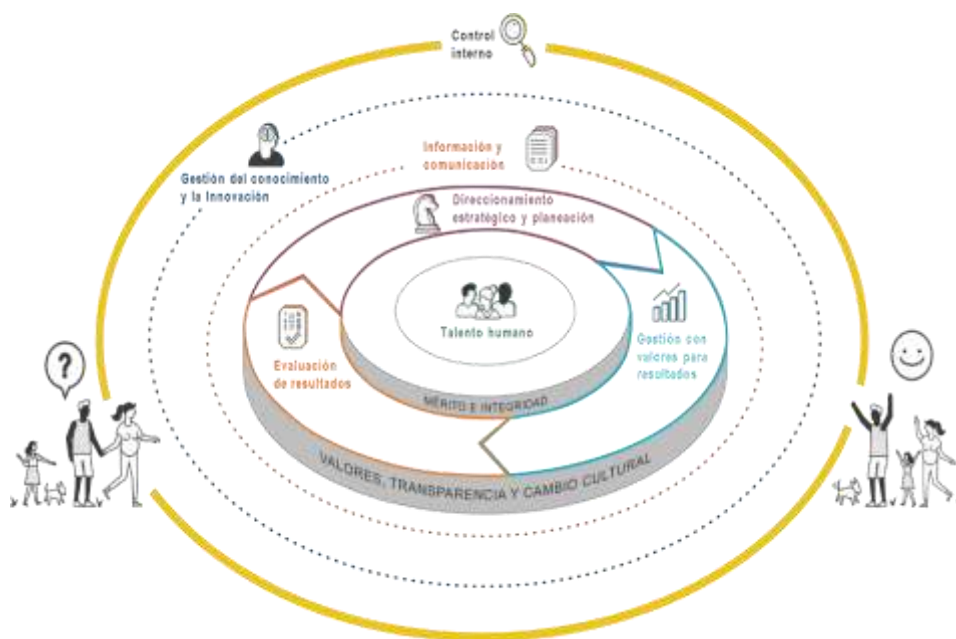 Control
interno
Gestión del conocimiento
y la Innovación
Información y
comunicación
Direccionamiento
estratégico y planeación
Talento humano
Gestión con
valores para
resultados
Evaluación
de resultados
MÉRITO E INTEGRIDAD
VALORES, TRANSPARENCIA Y CAMBIO CULTURAL
?